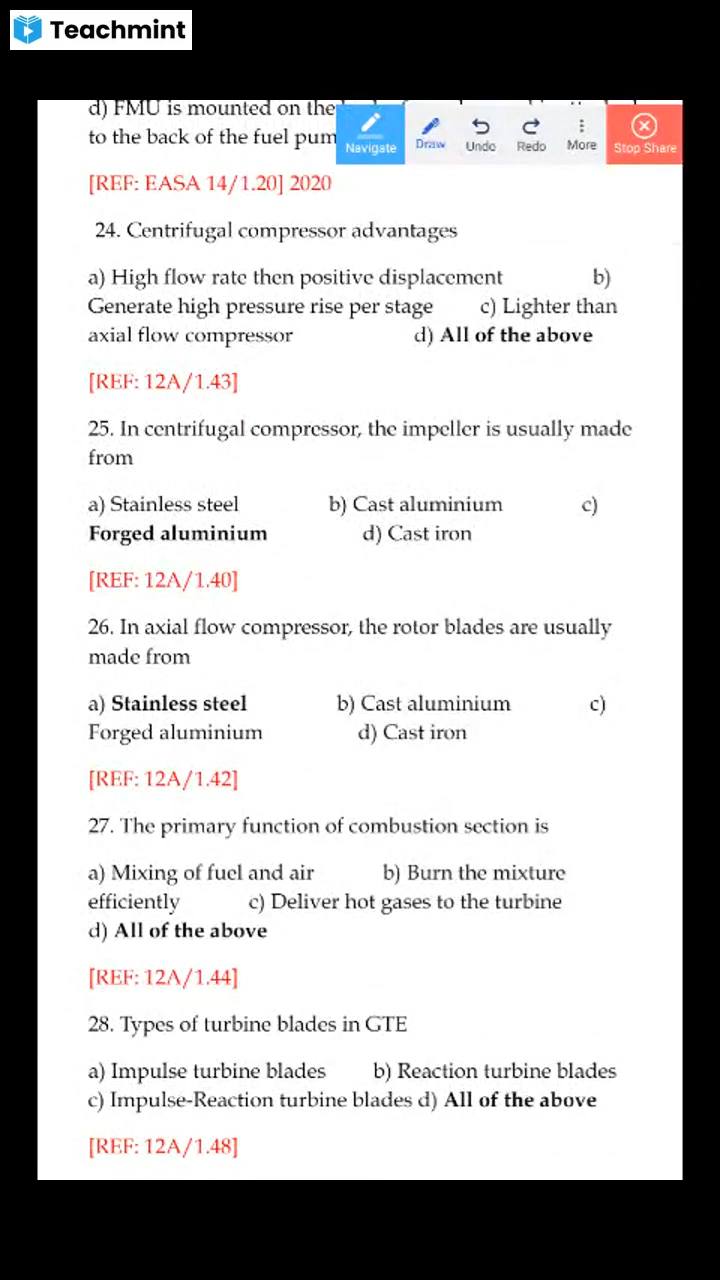 Teachmint
d) FMU is mounted on the
to the back of the fuel pum
Navigate Draw Undo Redo More Stop Share
[REF: EASA 14/1.20] 2020
24. Centrifugal compressor advantages
a) High flow rate then positive displacement b)
Generate high pressure rise per stage c) Lighter than
axial flow compressor d) All of the above
[REF: 12A/1.43]
25. In centrifugal compressor, the impeller is usually made
from
a) Stainless steel b) Cast aluminium c)
Forged aluminium d) Cast iron
[REF: 12A/1.40]
26. In axial flow compressor, the rotor blades are usually
made from
a) Stainless steel b) Cast aluminium c)
Forged aluminium d) Cast iron
[REF: 12A/1.42]
27. The primary function of combustion section is
a) Mixing of fuel and air b) Burn the mixture
efficiently c) Deliver hot gases to the turbine
d) All of the above
[REF: 12A/1.44]
28. Types of turbine blades in GTE
a) Impulse turbine blades b) Reaction turbine blades
c) Impulse-Reaction turbine blades d) All of the above
[REF: 12A/1.48]